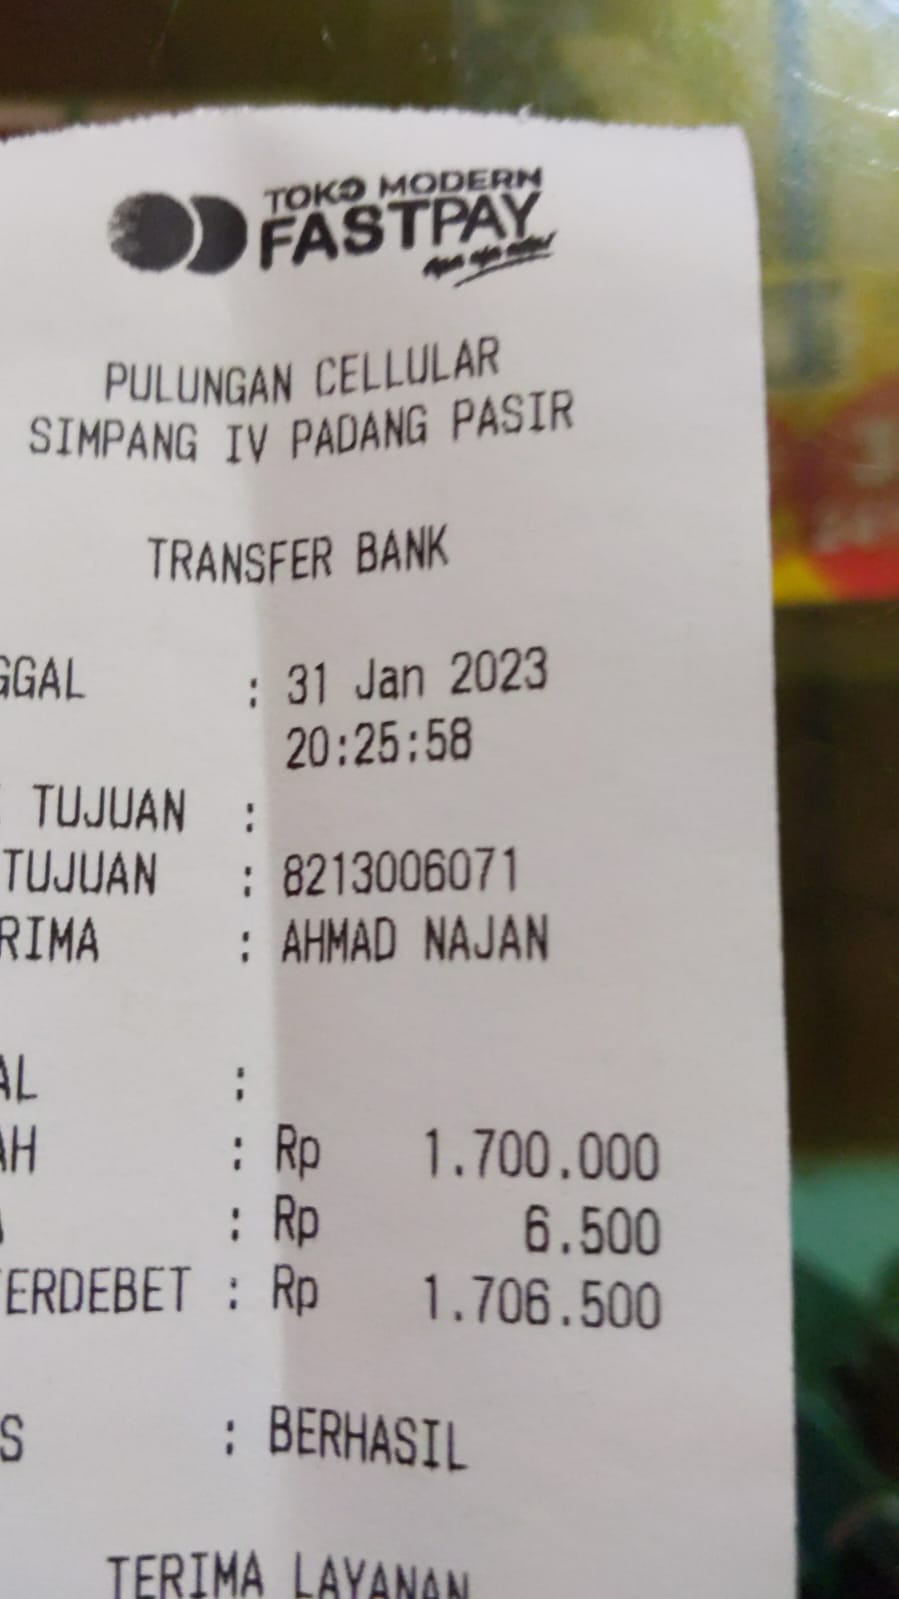 TOKO MODERN
FASTPAY
PULUNGAN CELLULAR
SIMPANG IV PADANG PASIR
TRANSFER BANK
GGAL : 31 Jan 2023
20:25:58
TUJUAN :
TUJUAN : 8213006071
RIMA : AHMAD NAJAN
AL :
AH : Rp 1.700.000
: Rp 6.500
ERDEBET : Rp 1.706.500
S : BERHASIL
TERIMA LAYANAN